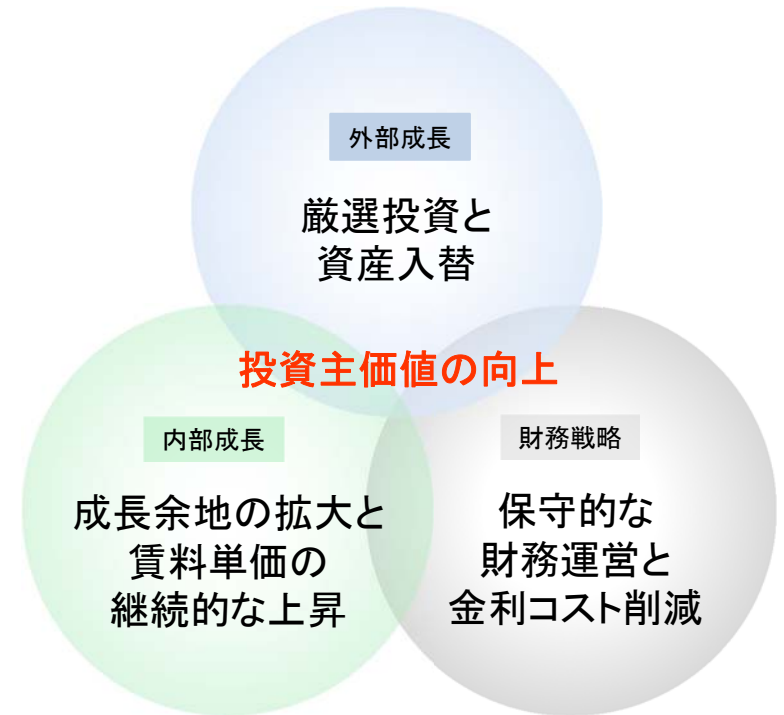 外部成長
厳選投資と
資産入替
投資主価値の向上
内部成長
成長余地の拡大と
賃料単価の
継続的な上昇
財務戦略
保守的な
財務運営と
金利コスト削減